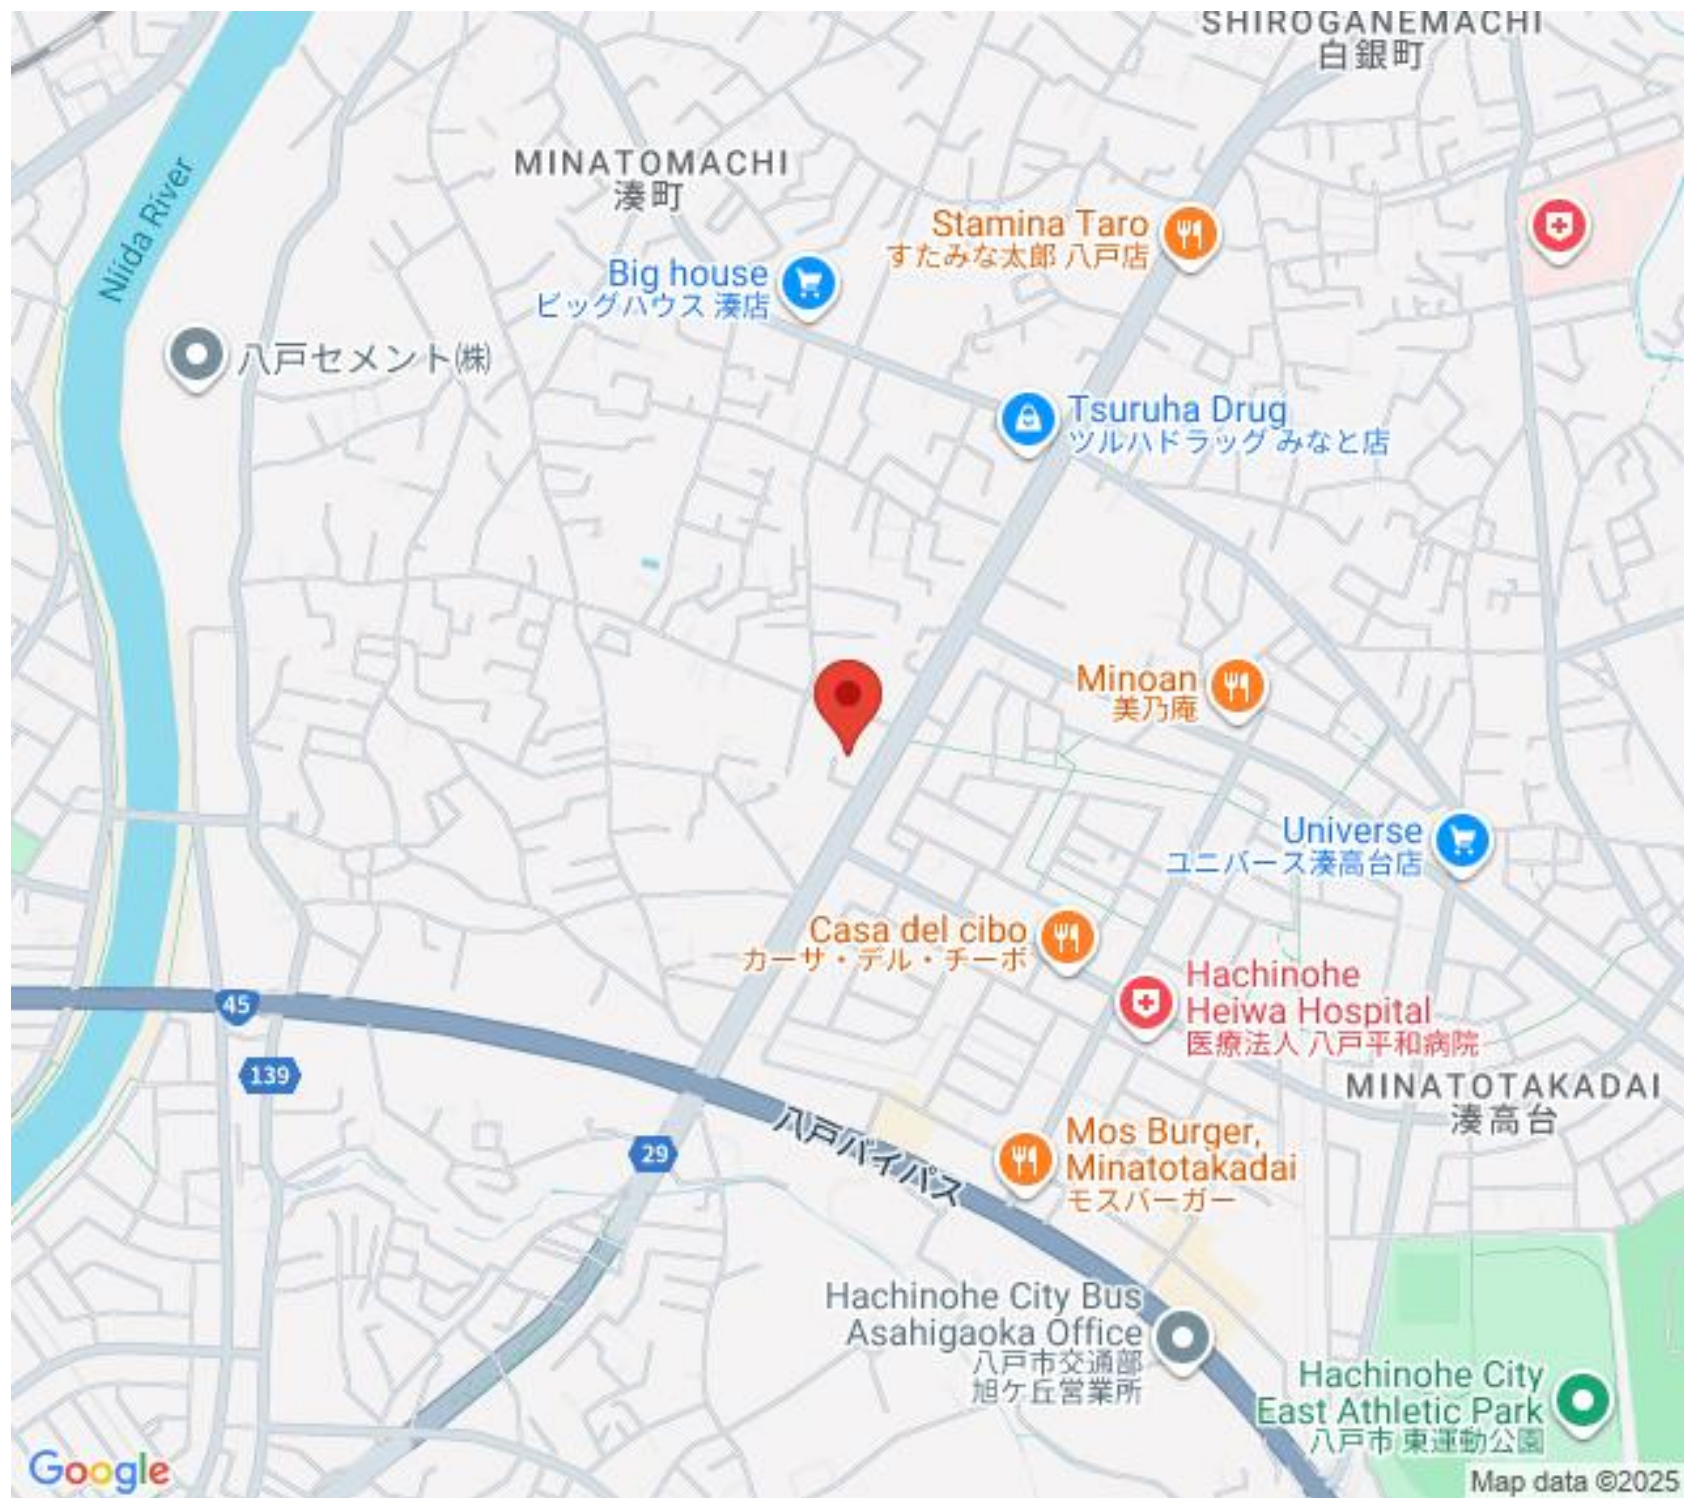 SHIROGANEMACHI
白銀町
MINATOMACHI
湊町
Niida River
Stamina Taro
すたみな太郎 八戸店
Big house
ビッグハウス 湊店
八戸セメント㈱
Tsuruha Drug
ツルハドラッグ みなと店
Minoan
美乃庵
Universe
ユニバース湊高台店
Casa del cibo
カーサ・デル・チーボ
Hachinohe
Heiwa Hospital
医療法人 八戸平和病院
45
139
MINATOTAKADAI
湊高台
29
八戸バイパス
Mos Burger,
Minatotakadai
モスバーガー
Hachinohe City Bus
Asahigaoka Office
八戸市交通部
旭ケ丘営業所
Hachinohe City
East Athletic Park
八戸市 東運動公園
Google
Map data ©2025